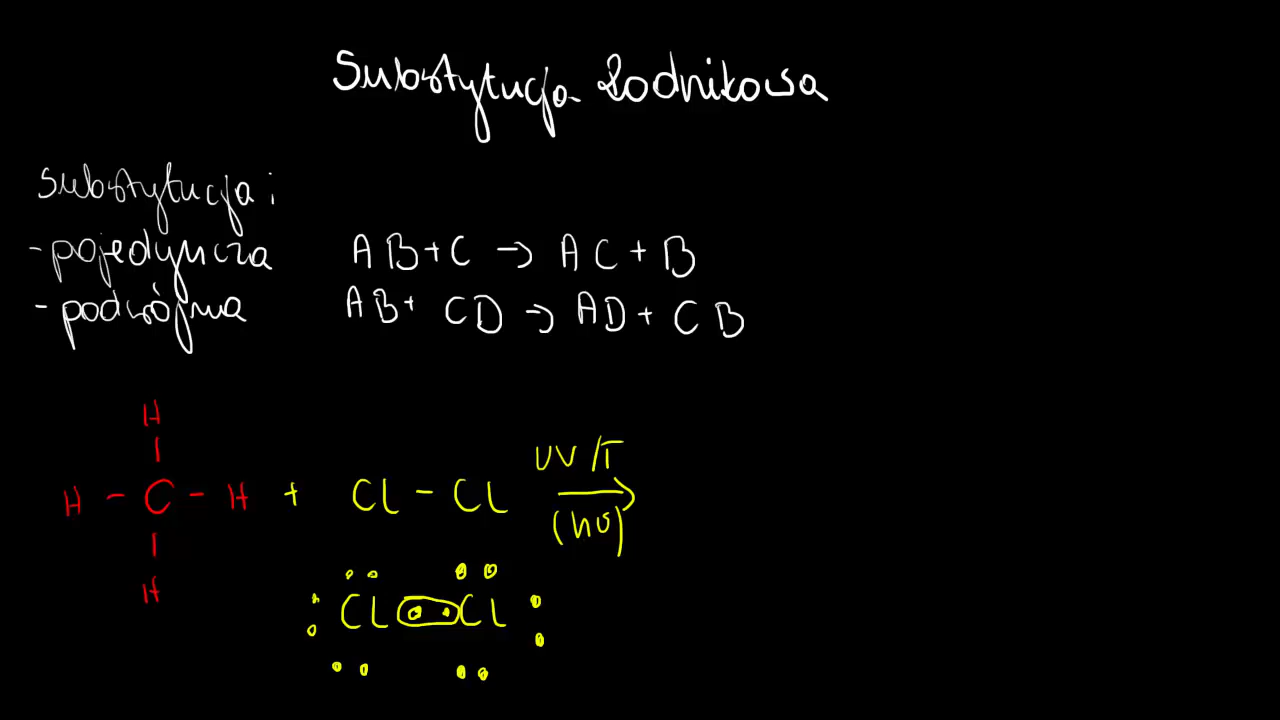 Substytucja Rodnikowa
substytucja:
- pojedyncza AB + C → AC + B
- podwójna AB + CD → AD + CB
H
UV/T
H - C - H + Cl - Cl →
(hν)
H
Cl Cl